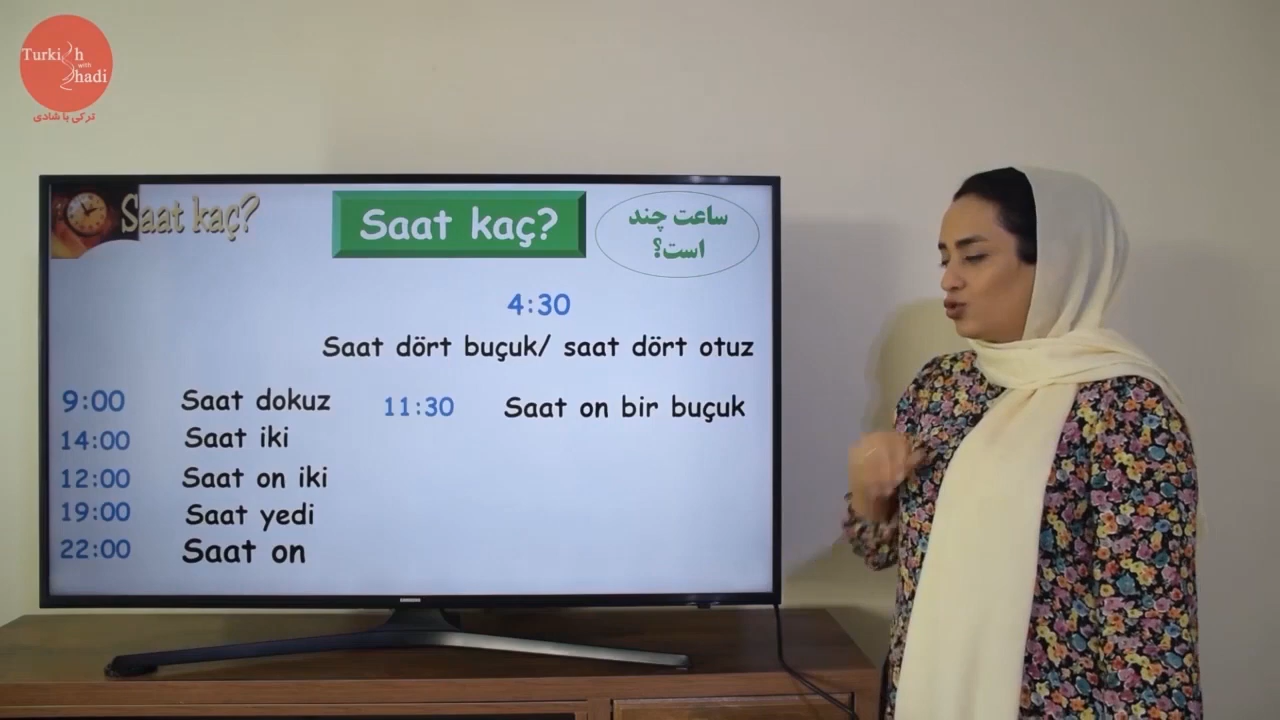 Turkish
with
Shadi
ترکی با شادی
Saat kaç?
Saat kaç?
ساعت چند
است؟
4:30
Saat dört buçuk/ saat dört otuz
9:00 Saat dokuz
11:30 Saat on bir buçuk
14:00 Saat iki
12:00 Saat on iki
19:00 Saat yedi
22:00 Saat on